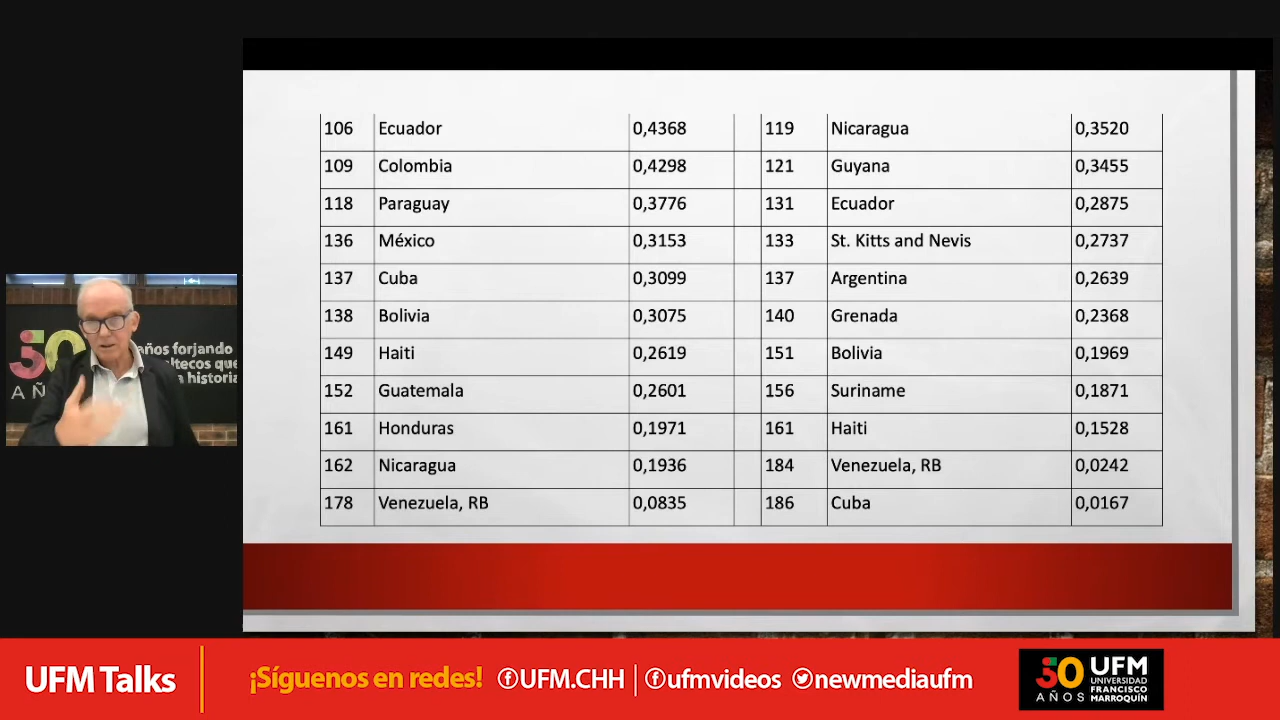 106 Ecuador 0,4368 119 Nicaragua 0,3520
109 Colombia 0,4298 121 Guyana 0,3455
118 Paraguay 0,3776 131 Ecuador 0,2875
136 México 0,3153 133 St. Kitts and Nevis 0,2737
137 Cuba 0,3099 137 Argentina 0,2639
138 Bolivia 0,3075 140 Grenada 0,2368
149 Haiti 0,2619 151 Bolivia 0,1969
152 Guatemala 0,2601 156 Suriname 0,1871
161 Honduras 0,1971 161 Haiti 0,1528
162 Nicaragua 0,1936 184 Venezuela, RB 0,0242
178 Venezuela, RB 0,0835 186 Cuba 0,0167
50 años forjando
ltecos que
a historia
AÑ
UFM Talks ¡Síguenos en redes! UFM.CHH | ufmvideos newmediaufm
50 AÑOS
UFM
UNIVERSIDAD
FRANCISCO
MARROQUÍN